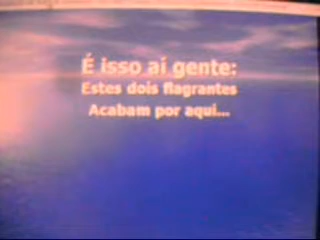 É isso aí gente:
Estes dois flagrantes
Acabam por aqui...